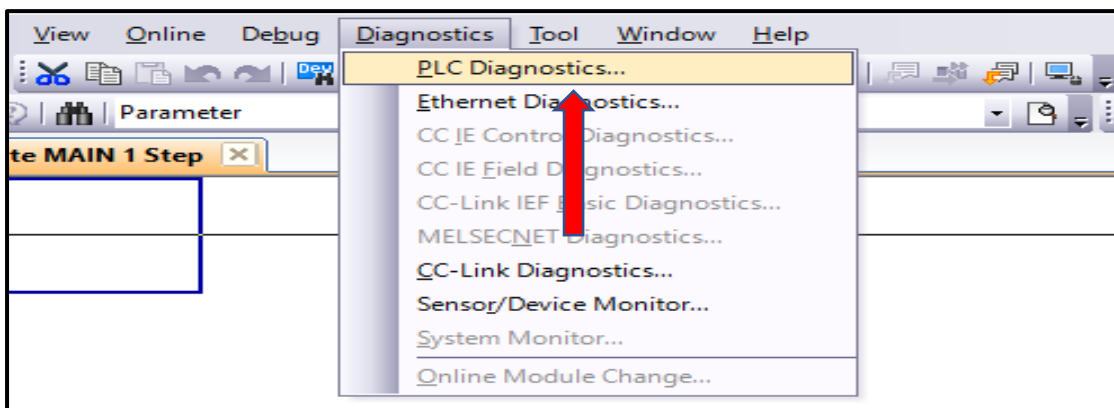 View Online Debug Diagnostics Tool Window Help
PLC Diagnostics...
Ethernet Diagnostics...
Parameter
CC IE Control Diagnostics...
te MAIN 1 Step
CC IE Field Diagnostics...
CC-Link IEF Basic Diagnostics...
MELSECNET Diagnostics...
CC-Link Diagnostics...
Sensor/Device Monitor...
System Monitor...
Online Module Change...